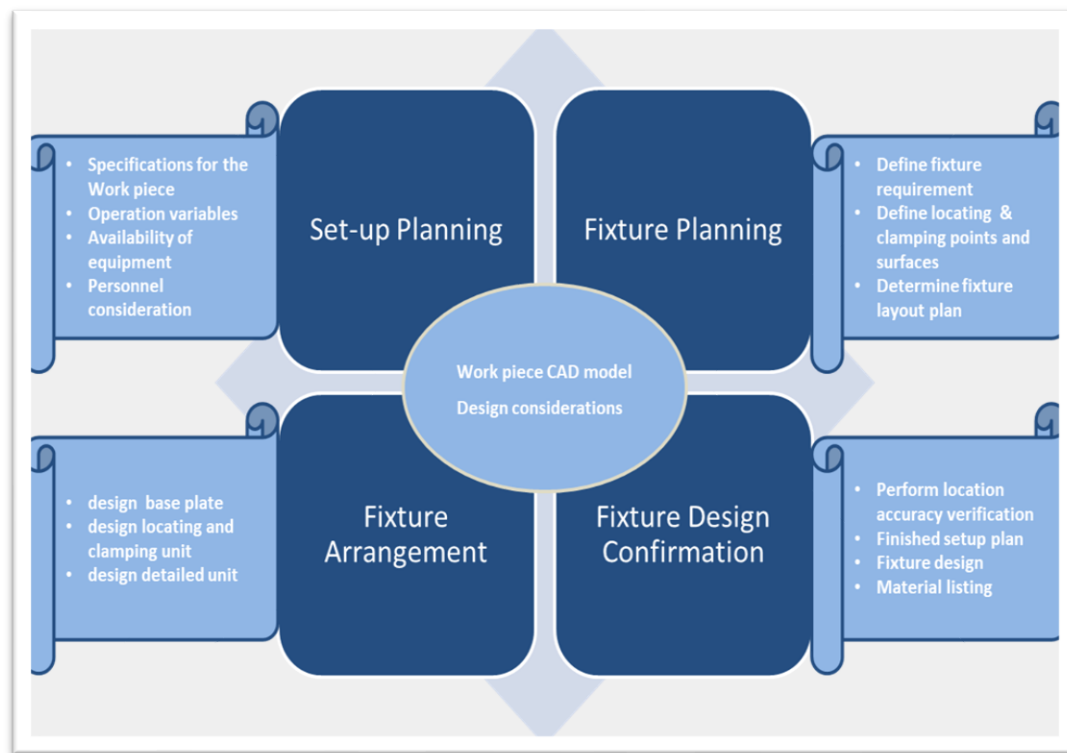 • Specifications for the
Work piece
• Operation variables
• Availability of
equipment
• Personnel
consideration
Set-up Planning
Fixture Planning
• Define fixture
requirement
• Define locating &
clamping points and
surfaces
• Determine fixture
layout plan
Work piece CAD model
Design considerations
• design base plate
• design locating and
clamping unit
• design detailed unit
Fixture
Arrangement
Fixture Design
Confirmation
• Perform location
accuracy verification
• Finished setup plan
• Fixture design
• Material listing